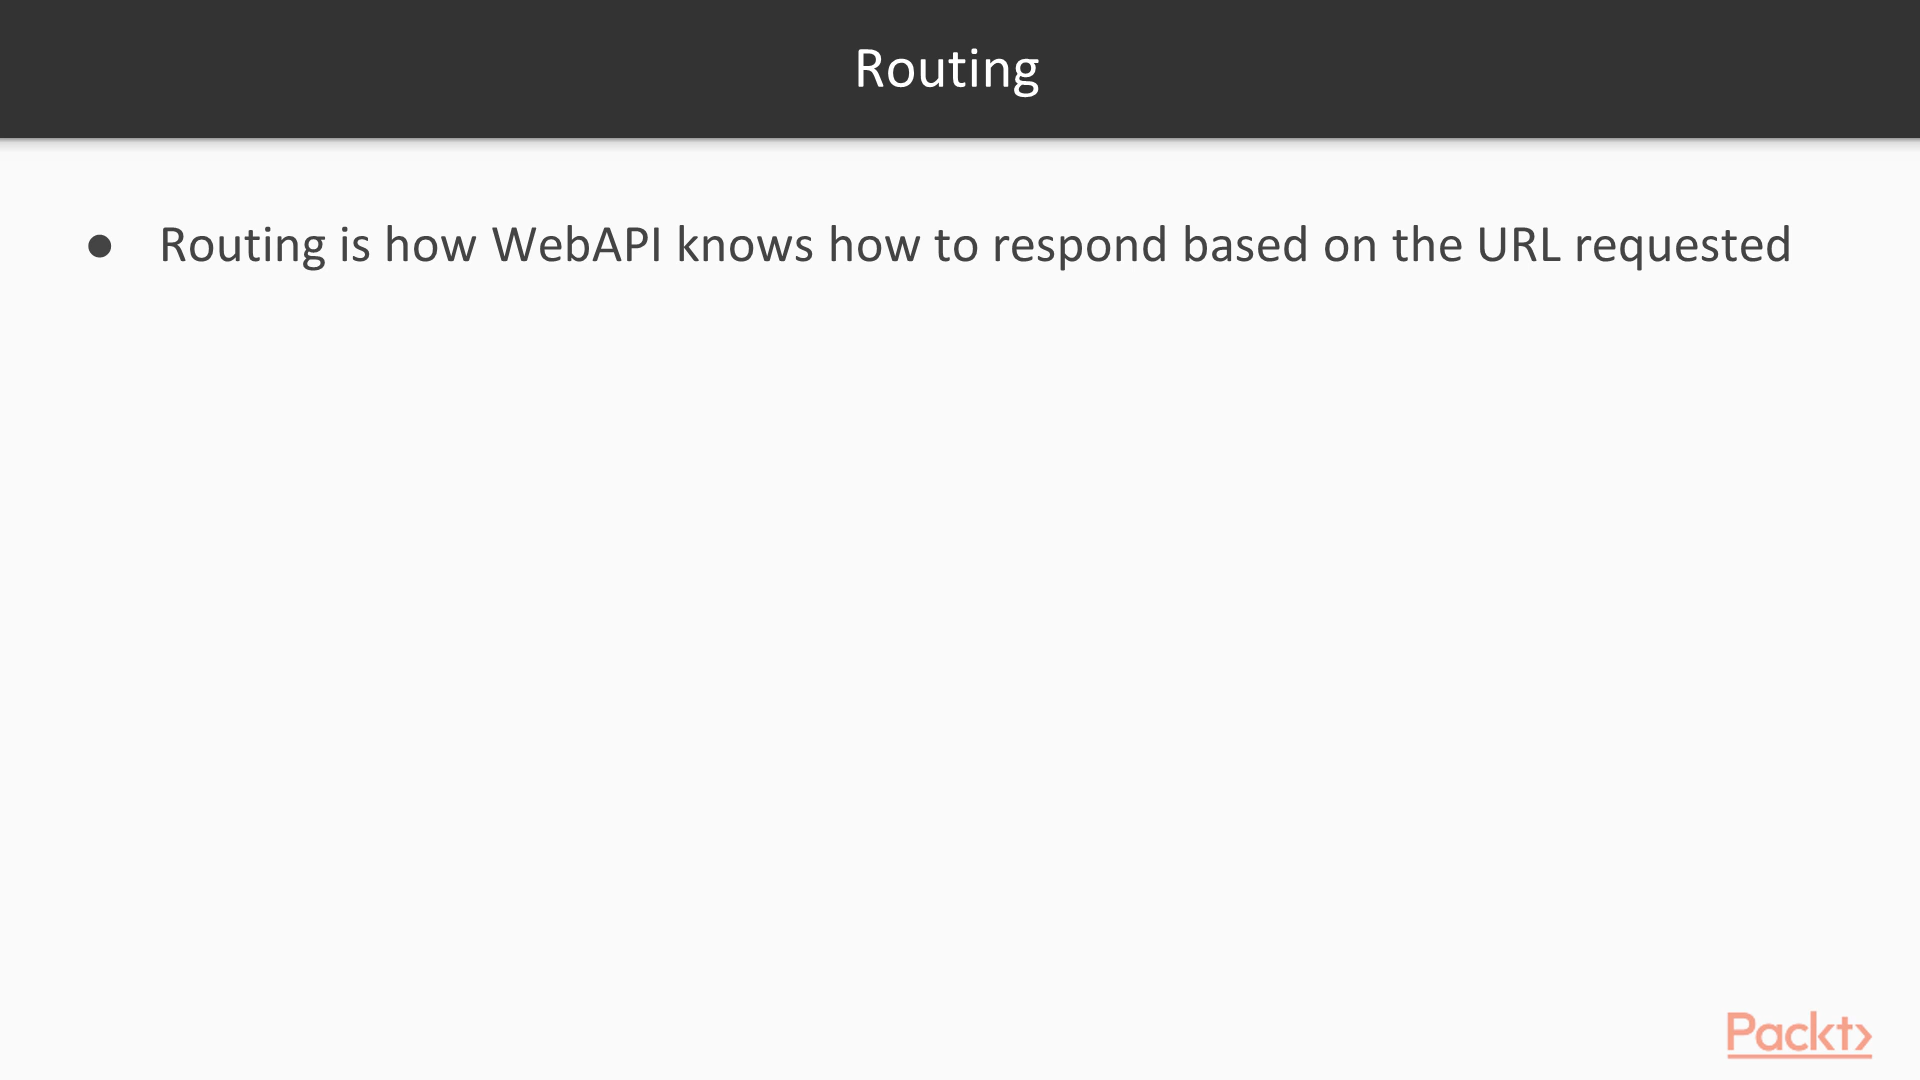 Routing
● Routing is how WebAPI knows how to respond based on the URL requested
Packt>